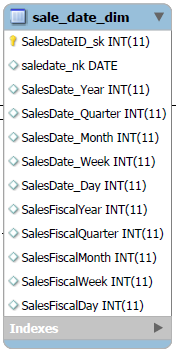 sale_date_dim
SalesDateID_sk INT(11)
saledate_nk DATE
SalesDate_Year INT(11)
SalesDate_Quarter INT(11)
SalesDate_Month INT(11)
SalesDate_Week INT(11)
SalesDate_Day INT(11)
SalesFiscalYear INT(11)
SalesFiscalQuarter INT(11)
SalesFiscalMonth INT(11)
SalesFiscalWeek INT(11)
SalesFiscalDay INT(11)
Indexes